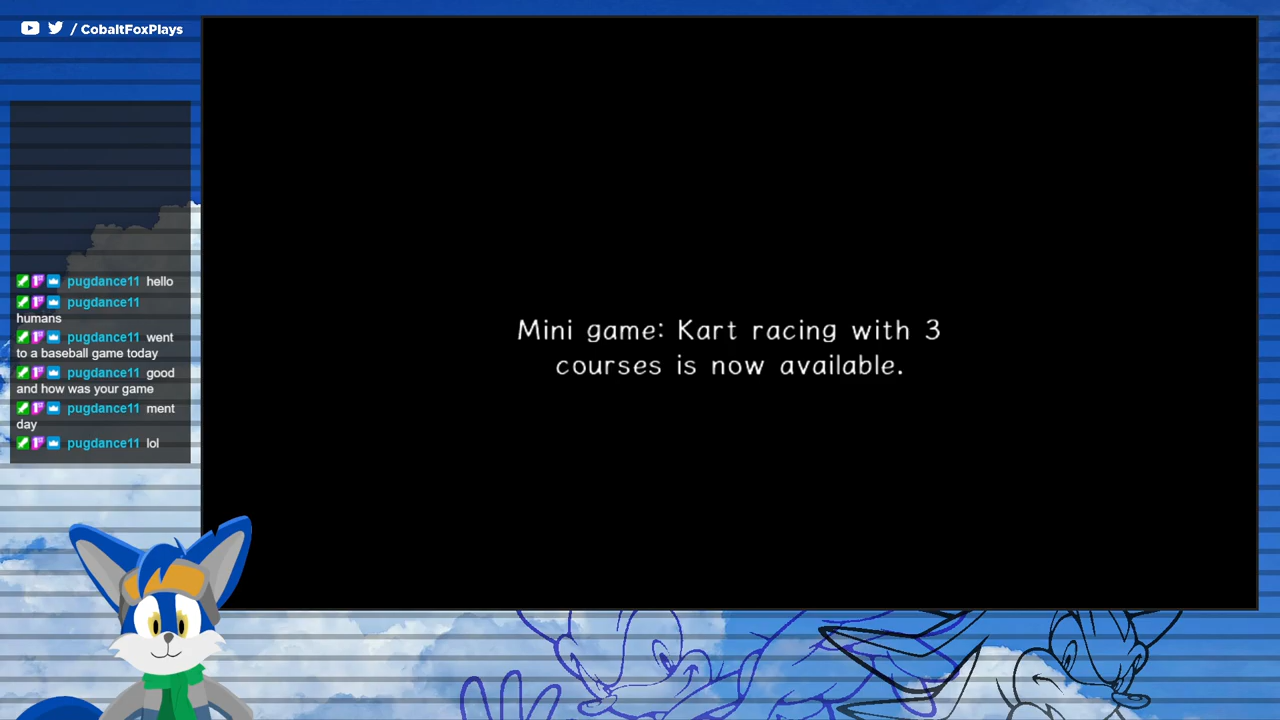 / CobaltFoxPlays
pugdance11 hello
pugdance11
humans
pugdance11 went
to a baseball game today
pugdance11 good
and how was your game
pugdance11 ment
day
pugdance11 lol
Mini game: Kart racing with 3
courses is now available.